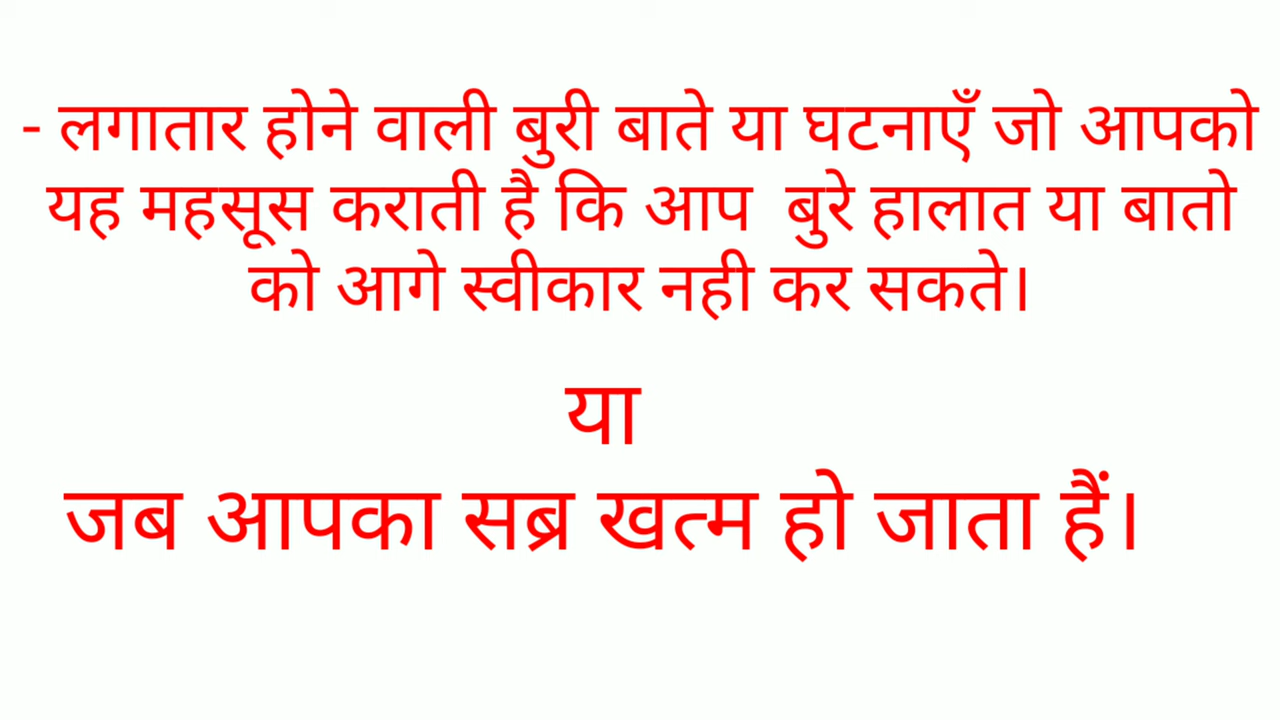 - लगातार होने वाली बुरी बाते या घटनाएँ जो आपको
यह महसूस कराती है कि आप  बुरे हालात या बातो
को आगे स्वीकार नही कर सकते।
या
जब आपका सब्र खत्म हो जाता हैं।